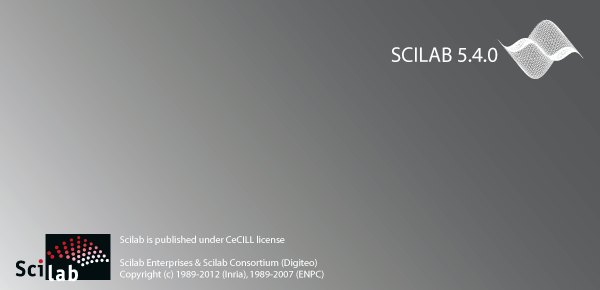 SCILAB 5.4.0
Scilab is published under CeCILL license
Scilab
Scilab Enterprises & Scilab Consortium (Digiteo)
Copyright (c) 1989-2012 (Inria), 1989-2007 (ENPC)